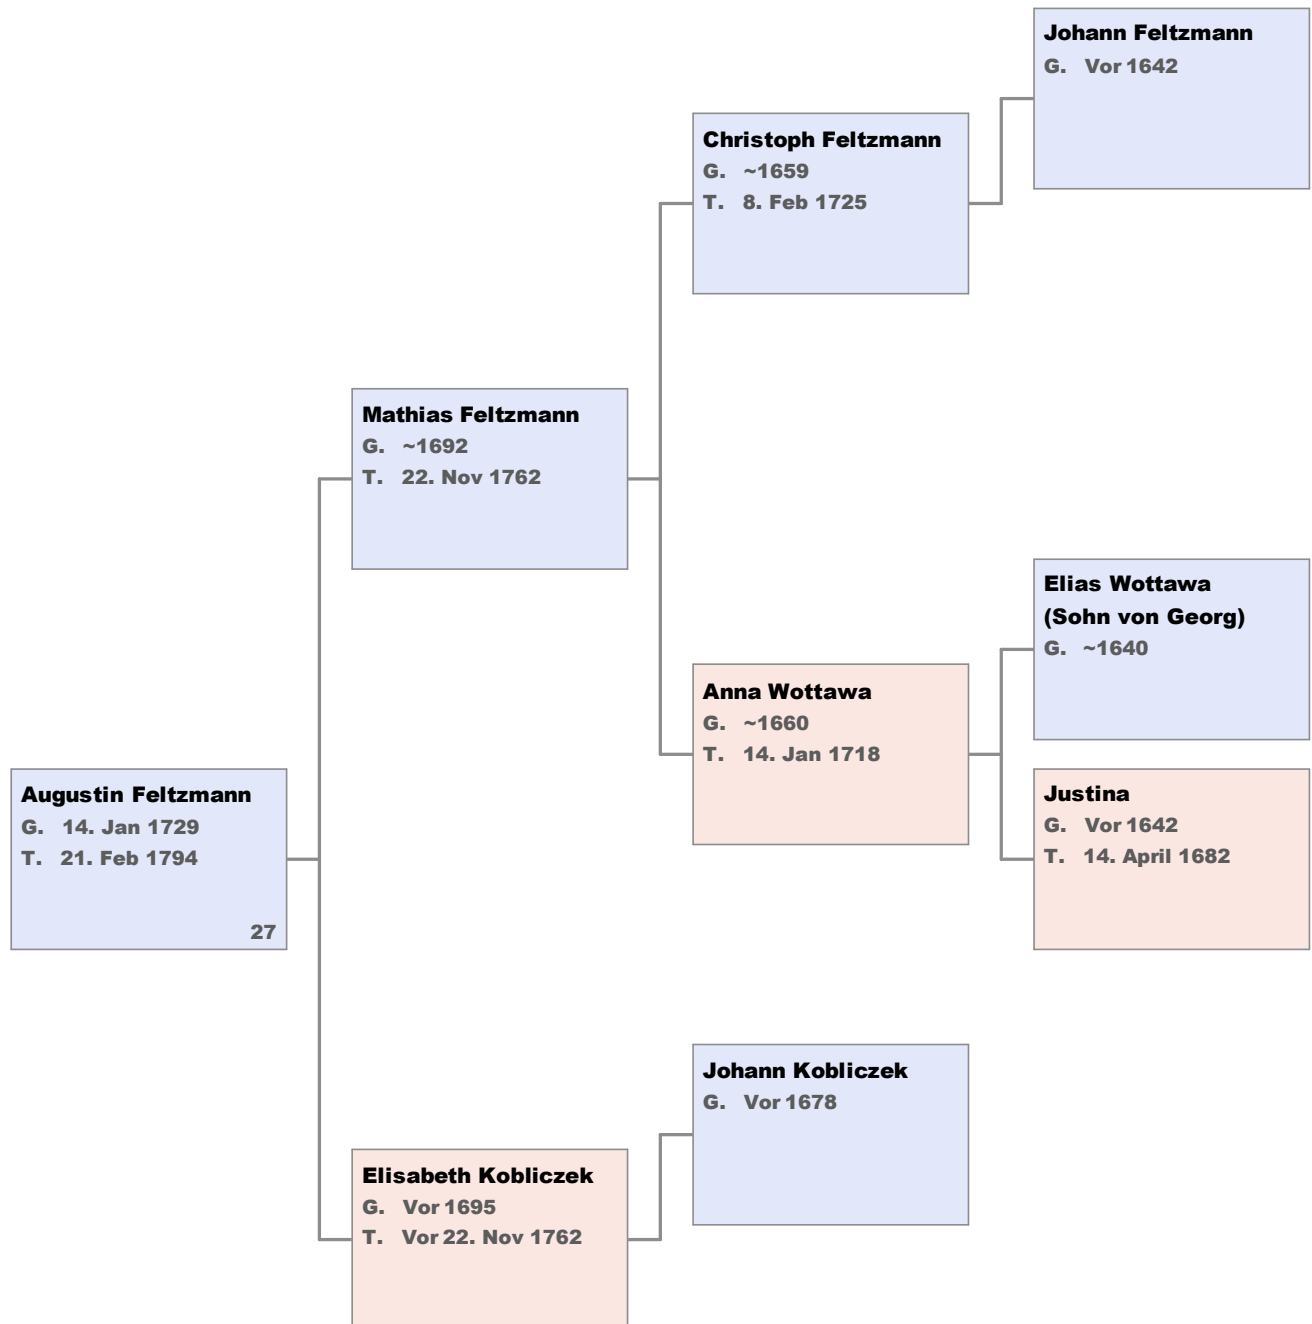 Johann Feltzmann
G. Vor 1642
Christoph Feltzmann
G. ~1659
T. 8. Feb 1725
Mathias Feltzmann
G. ~1692
T. 22. Nov 1762
Elias Wottawa
(Sohn von Georg)
G. ~1640
Anna Wottawa
G. ~1660
T. 14. Jan 1718
Augustin Feltzmann
G. 14. Jan 1729
T. 21. Feb 1794
27
Justina
G. Vor 1642
T. 14. April 1682
Johann Kobliczek
G. Vor 1678
Elisabeth Kobliczek
G. Vor 1695
T. Vor 22. Nov 1762